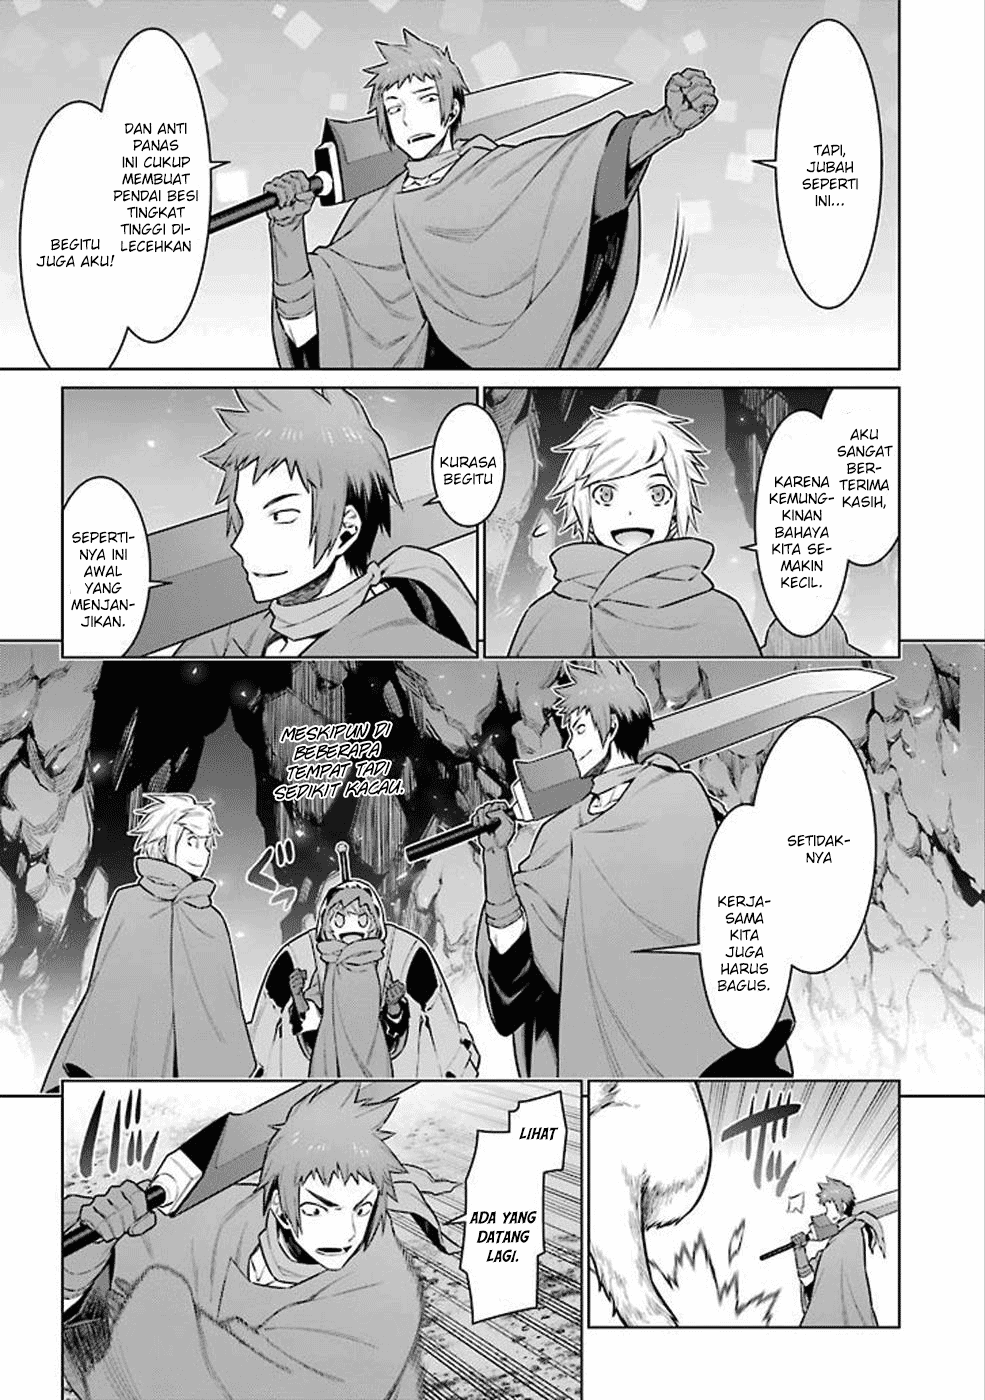 TAPI,
JUBAH
SEPERTI
INI...
DAN ANTI
PANAS
INI CUKUP
MEMBUAT
PENDAI BESI
TINGKAT
TINGGI DI-
LECEHKAN
BEGITU
JUGA AKU!
AKU
SANGAT
BER-
TERIMA
KASIH,
KARENA
KEMUNG-
KINAN
BAHAYA
KITA SE-
MAKIN
KECIL.
KURASA
BEGITU
SEPERTI-
NYA INI
AWAL
YANG
MENJAN-
JIKAN.
MESKIPUN DI
BEBERAPA
TEMPAT TADI
SEDIKIT KACAU.
SETIDAK-
NYA
KERJA-
SAMA
KITA
JUGA
HARUS
BAGUS.
LIHAT
ADA YANG
DATANG
LAGI.